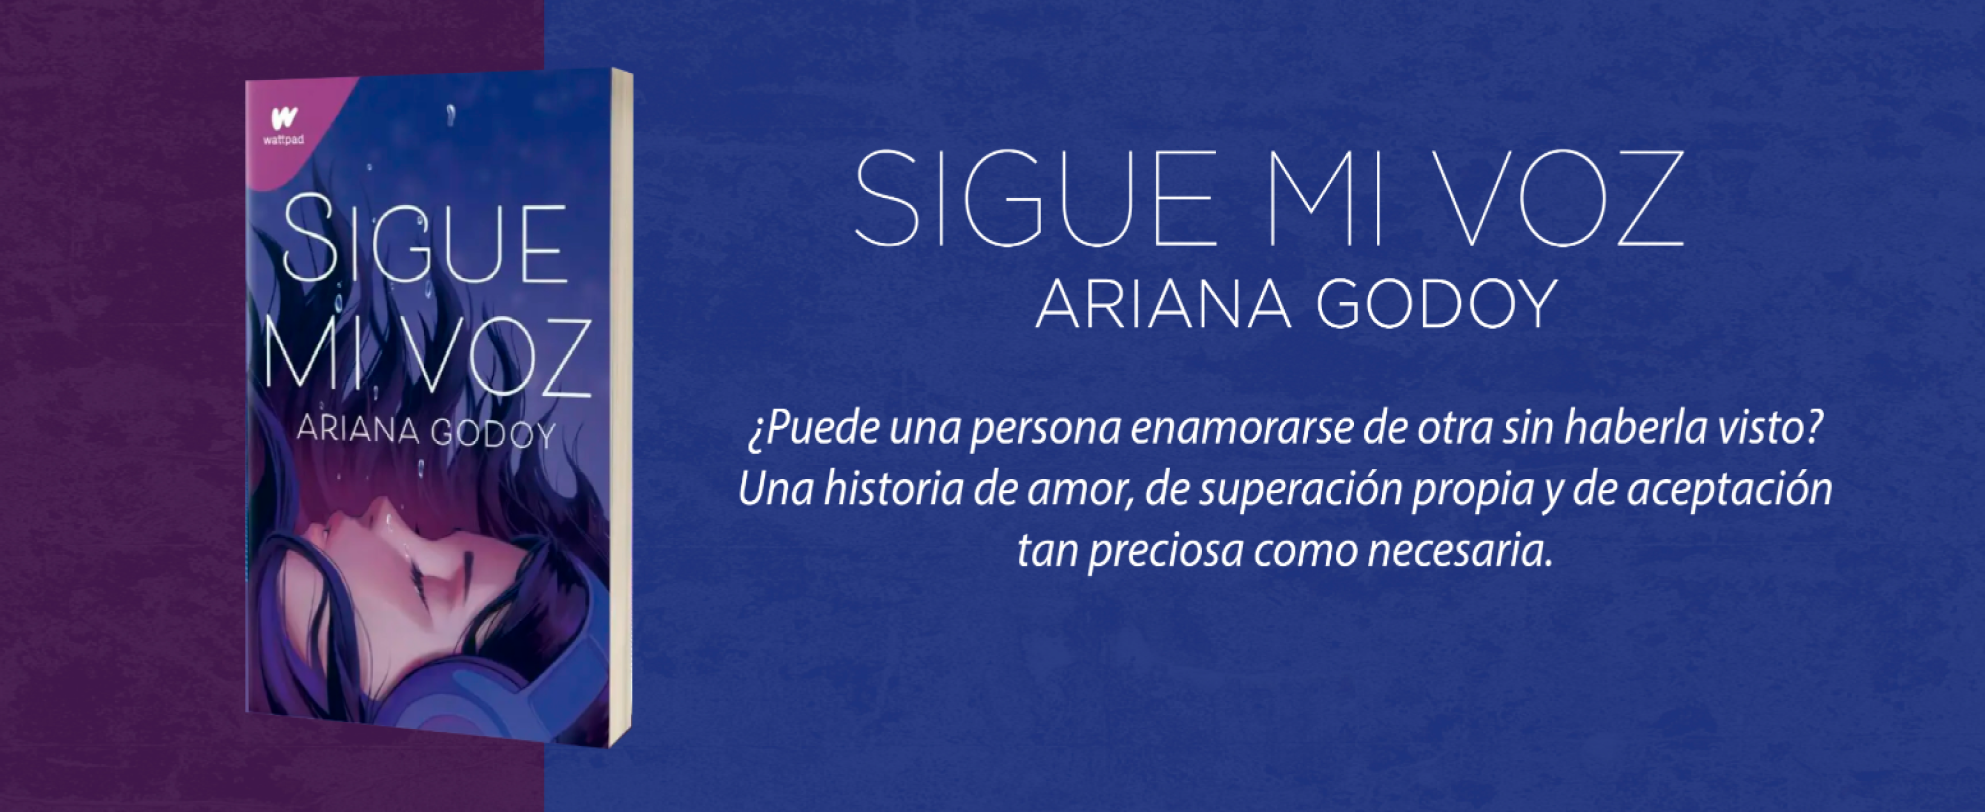 wattpad
SIGUE
MI VOZ
ARIANA GODOY
SIGUE MI VOZ
ARIANA GODOY
¿Puede una persona enamorarse de otra sin haberla visto?
Una historia de amor, de superación propia y de aceptación
tan preciosa como necesaria.